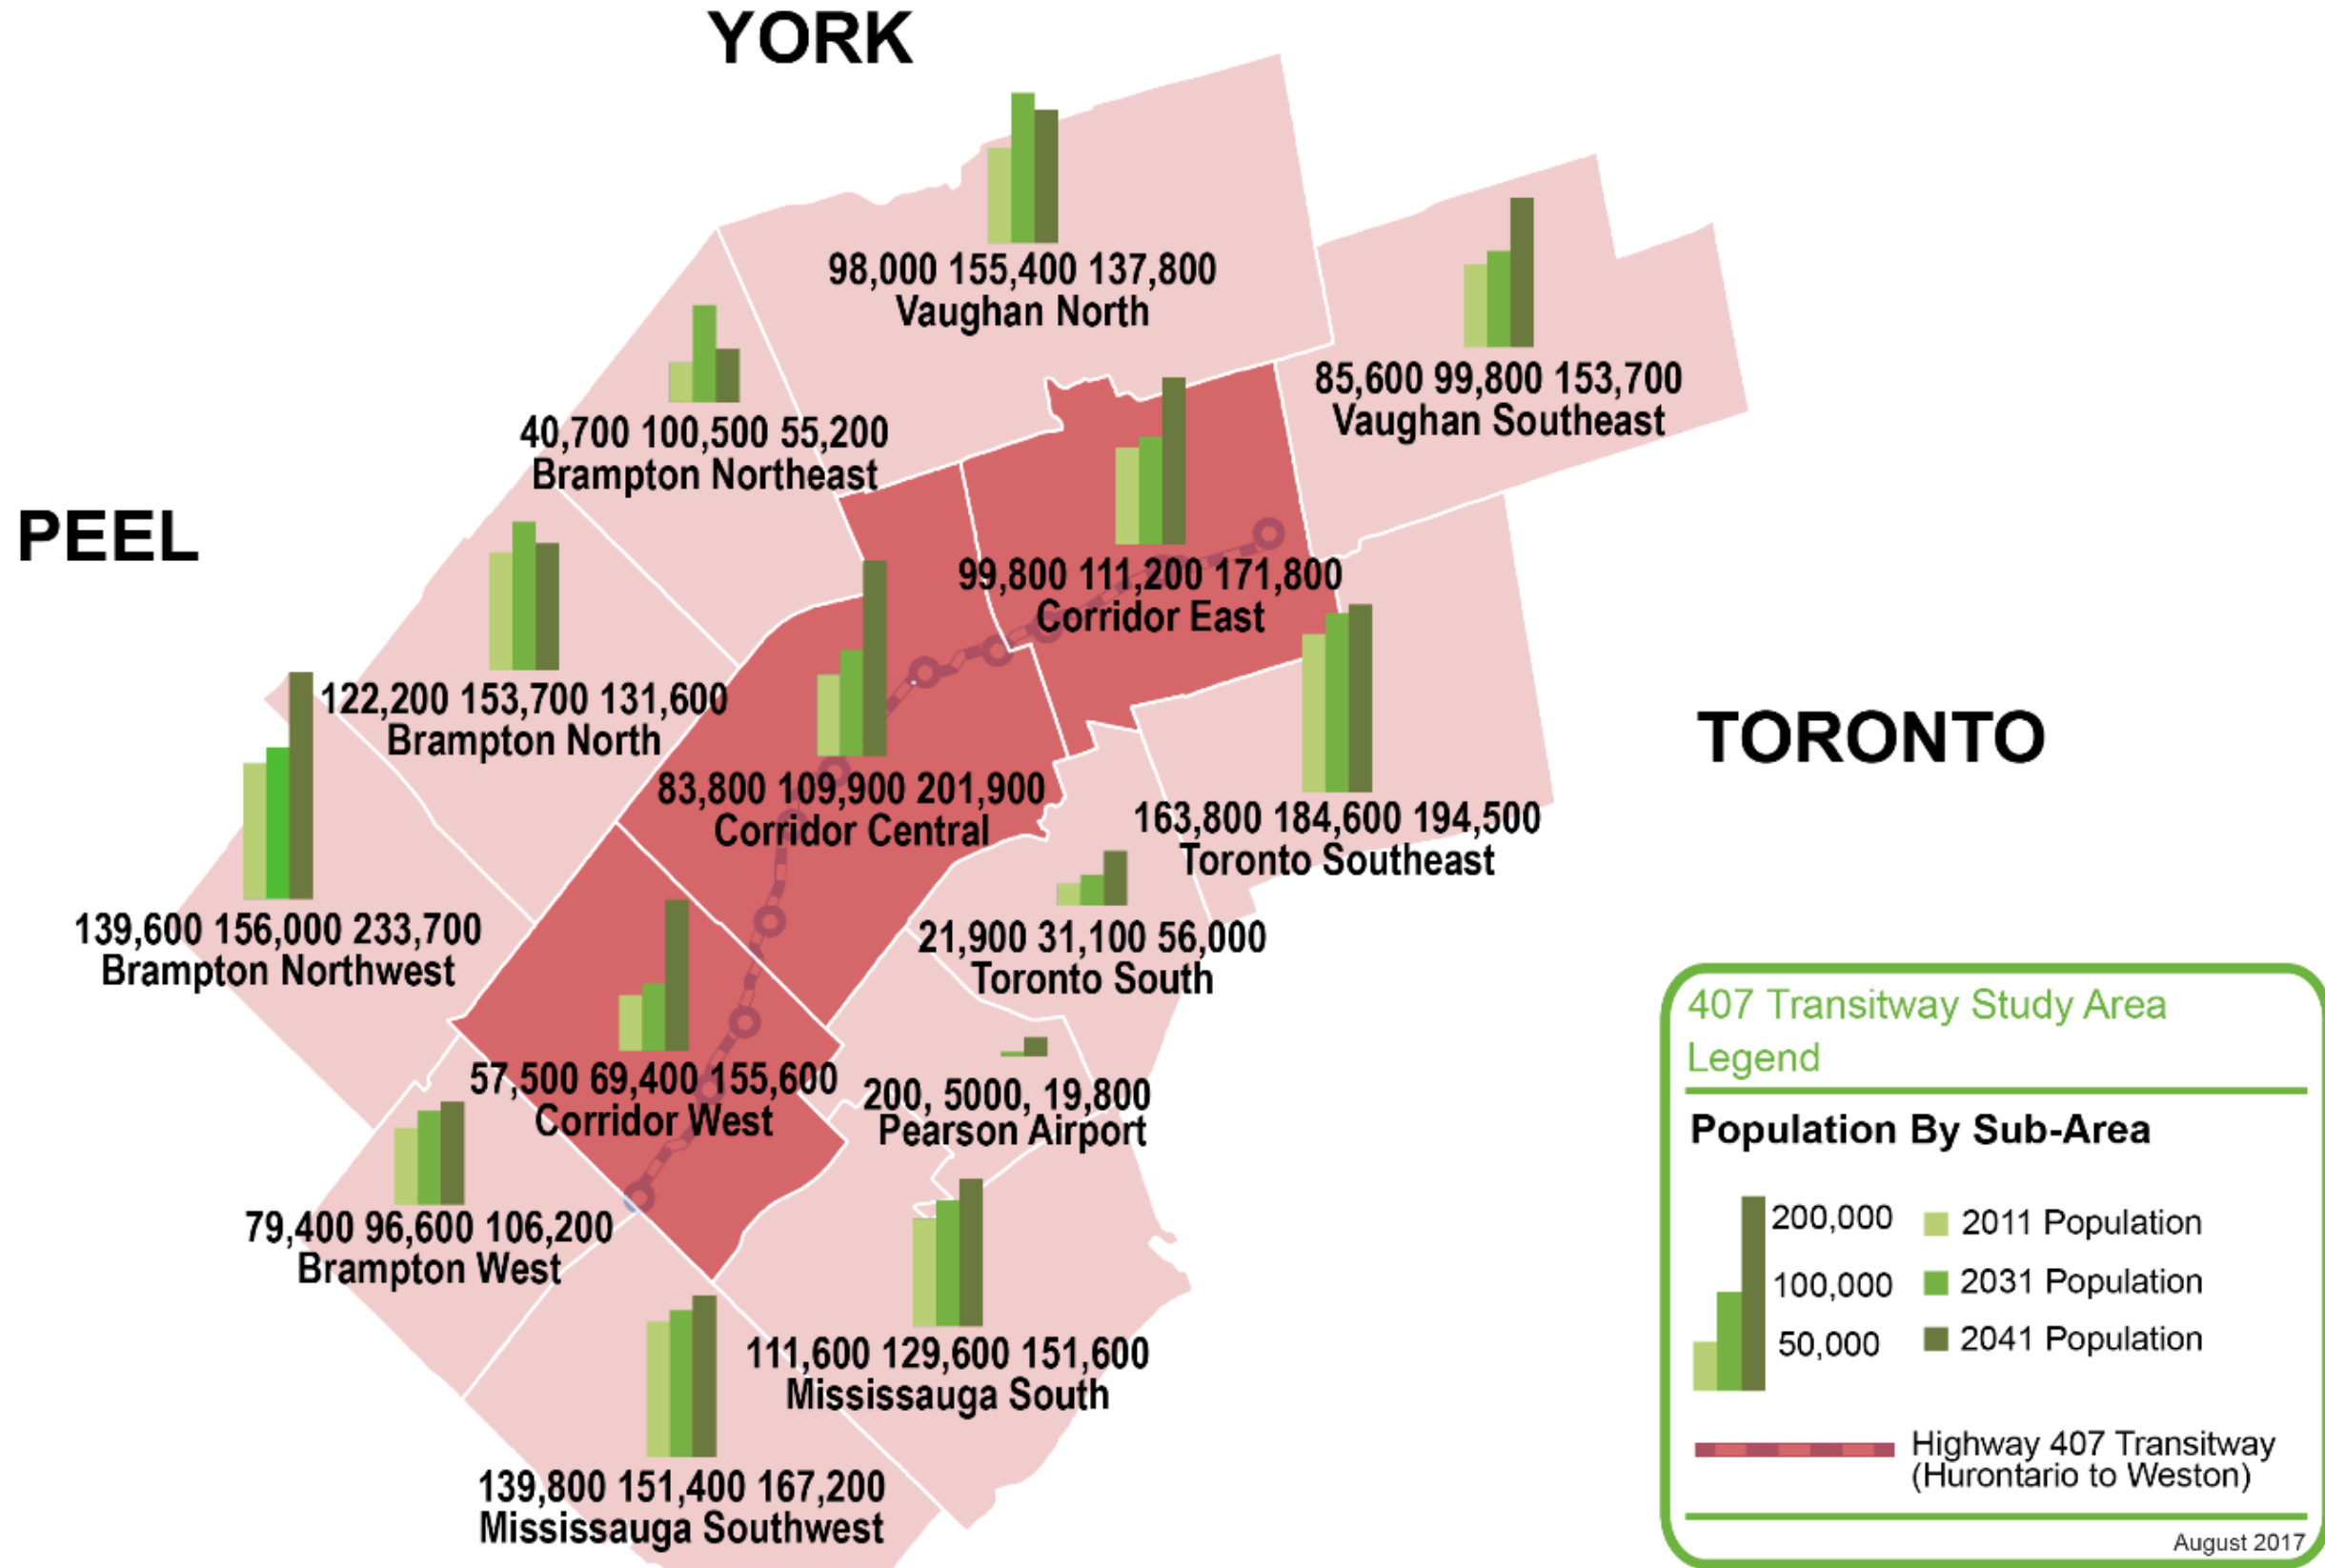 YORK
98,000 155,400 137,800
Vaughan North
85,600 99,800 153,700
Vaughan Southeast
40,700 100,500 55,200
Brampton Northeast
PEEL
99,800 111,200 171,800
Corridor East
122,200 153,700 131,600
Brampton North
TORONTO
83,800 109,900 201,900
Corridor Central
163,800 184,600 194,500
Toronto Southeast
139,600 156,000 233,700
Brampton Northwest
21,900 31,100 56,000
Toronto South
57,500 69,400 155,600
Corridor West
200, 5000, 19,800
Pearson Airport
79,400 96,600 106,200
Brampton West
111,600 129,600 151,600
Mississauga South
139,800 151,400 167,200
Mississauga Southwest
407 Transitway Study Area
Legend
Population By Sub-Area
200,000 2011 Population
100,000 2031 Population
50,000 2041 Population
Highway 407 Transitway
(Hurontario to Weston)
August 2017